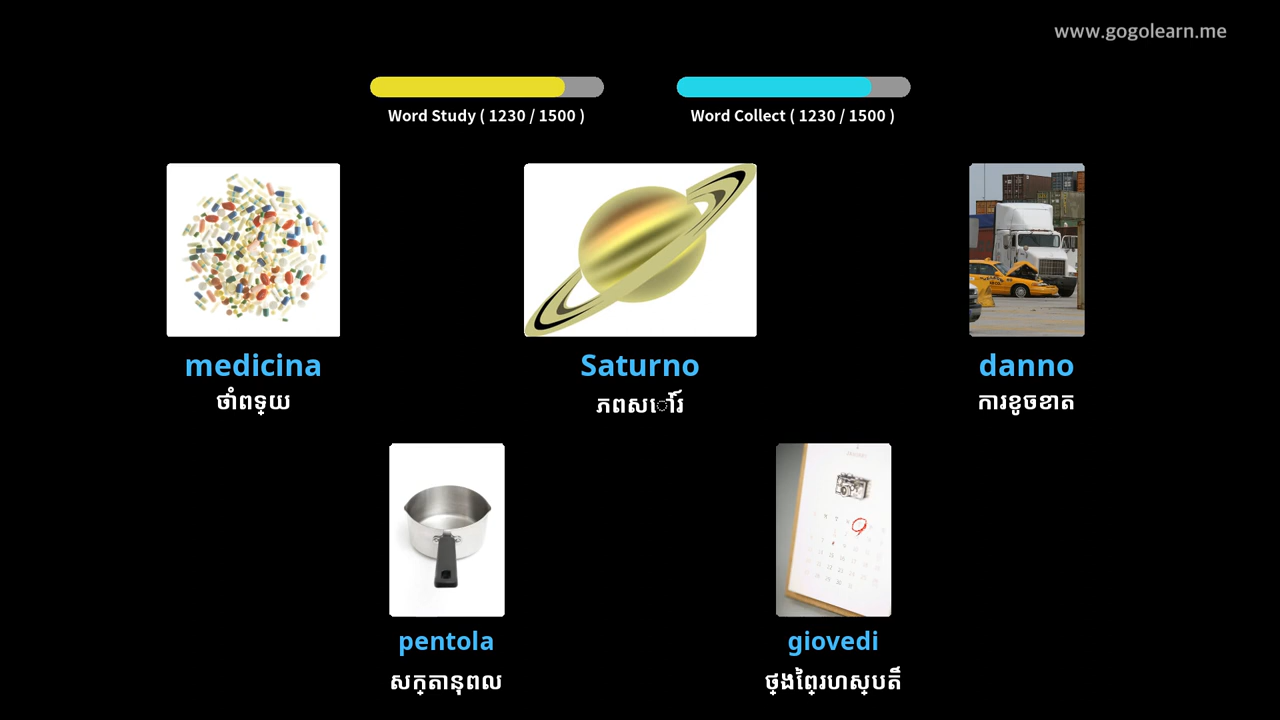 www.gogolearn.me
Word Study ( 1230 / 1500 )
Word Collect ( 1230 / 1500 )
medicina
Saturno
danno
ថាំពទ្យ
ភពសៅរ៍
ការខូចខាត
pentola
giovedi
សក្តានុពល
ថ្ងៃព្រហស្បតិ៍